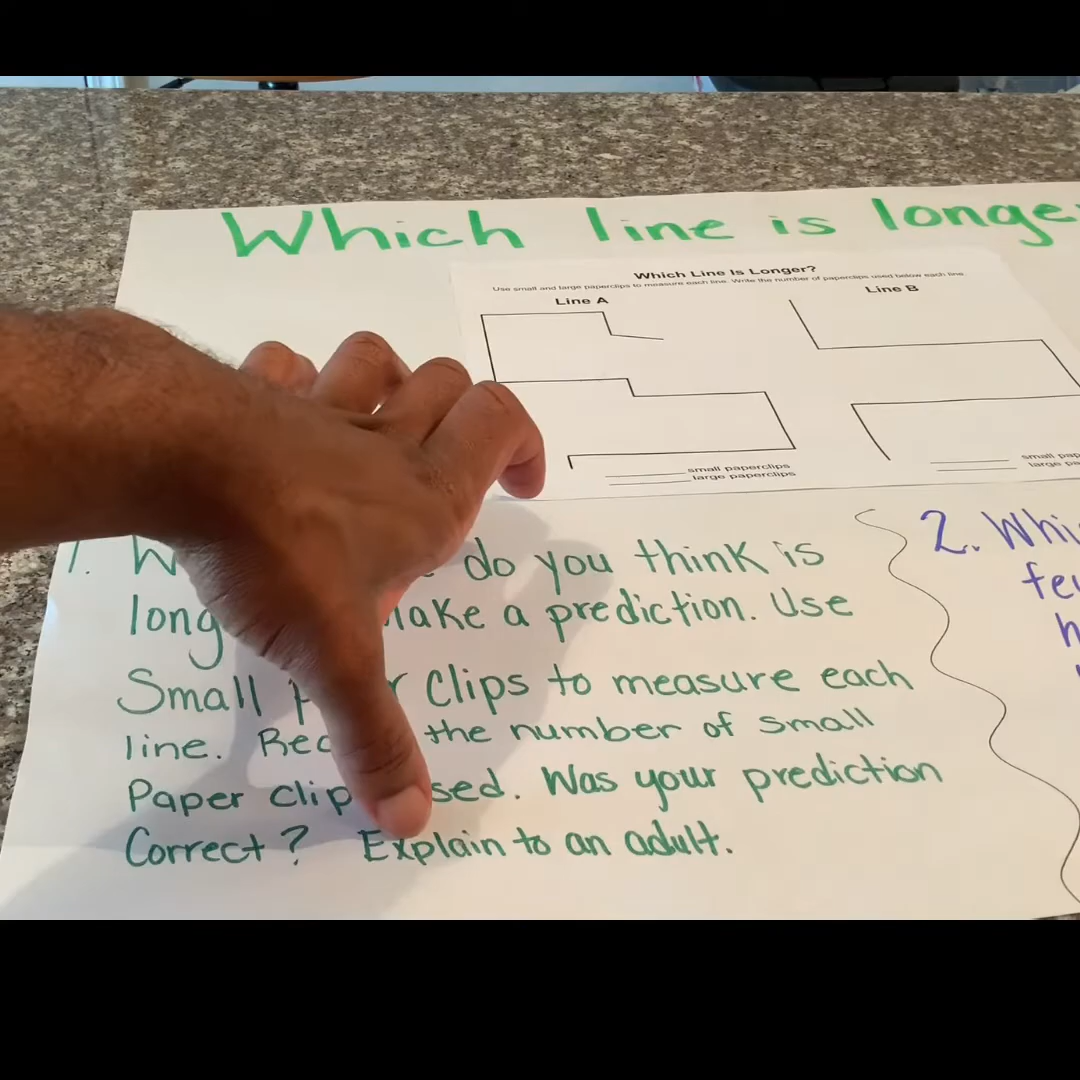 Which line is longe
Which Line Is Longer?
Use small and large paperclips to measure each line. Write the number of paperclips used below each line.
Line A
Line B
small paperclips
large paperclips
small pap
large pa
1. W do you think is
long ake a prediction. Use
Small p r Clips to measure each
line. Rec the number of small
Paper clip sed. Was your prediction
Correct? Explain to an adult.
2. Whi
few
h